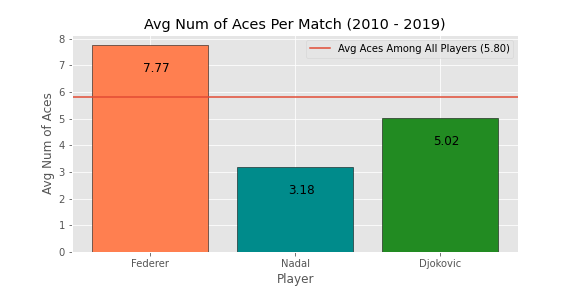 Avg Num of Aces Per Match (2010 - 2019)
Avg Aces Among All Players (5.80)
Avg Num of Aces
8
7
6
5
4
3
2
1
0
7.77
3.18
5.02
Federer
Nadal
Djokovic
Player